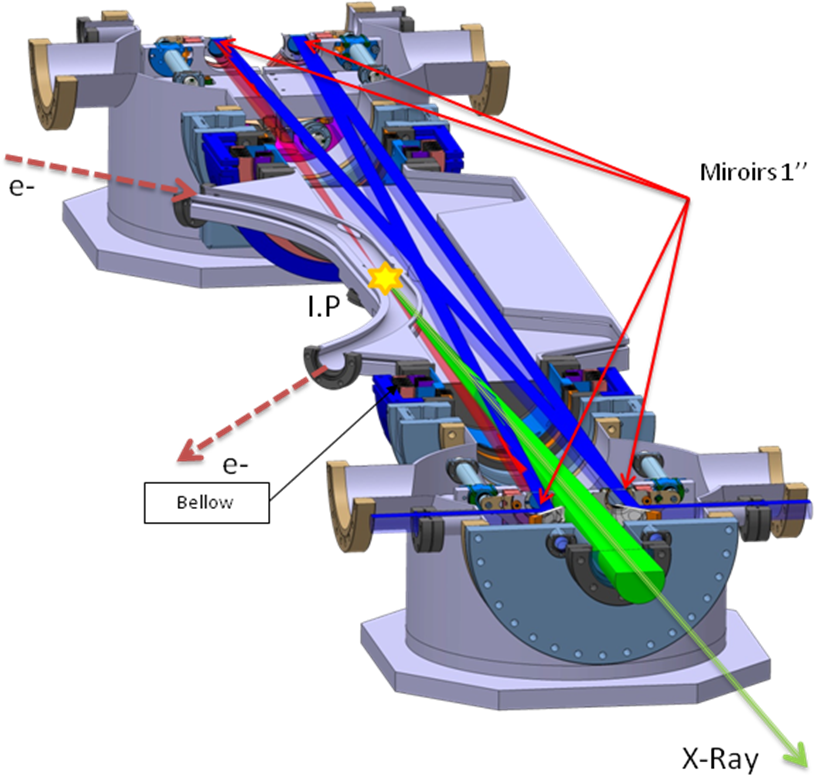 e-
Miroirs 1’’
I.P
e-
Bellow
X-Ray